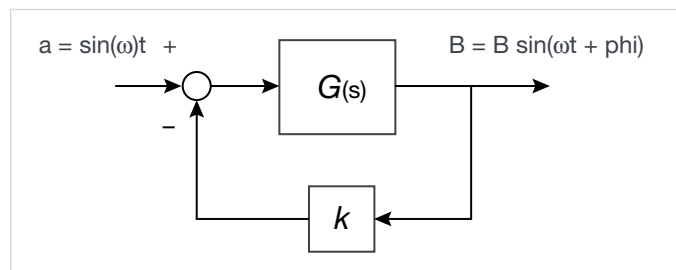 a = sin(ω)t +
B = B sin(ωt + phi)
G(s)
–
k